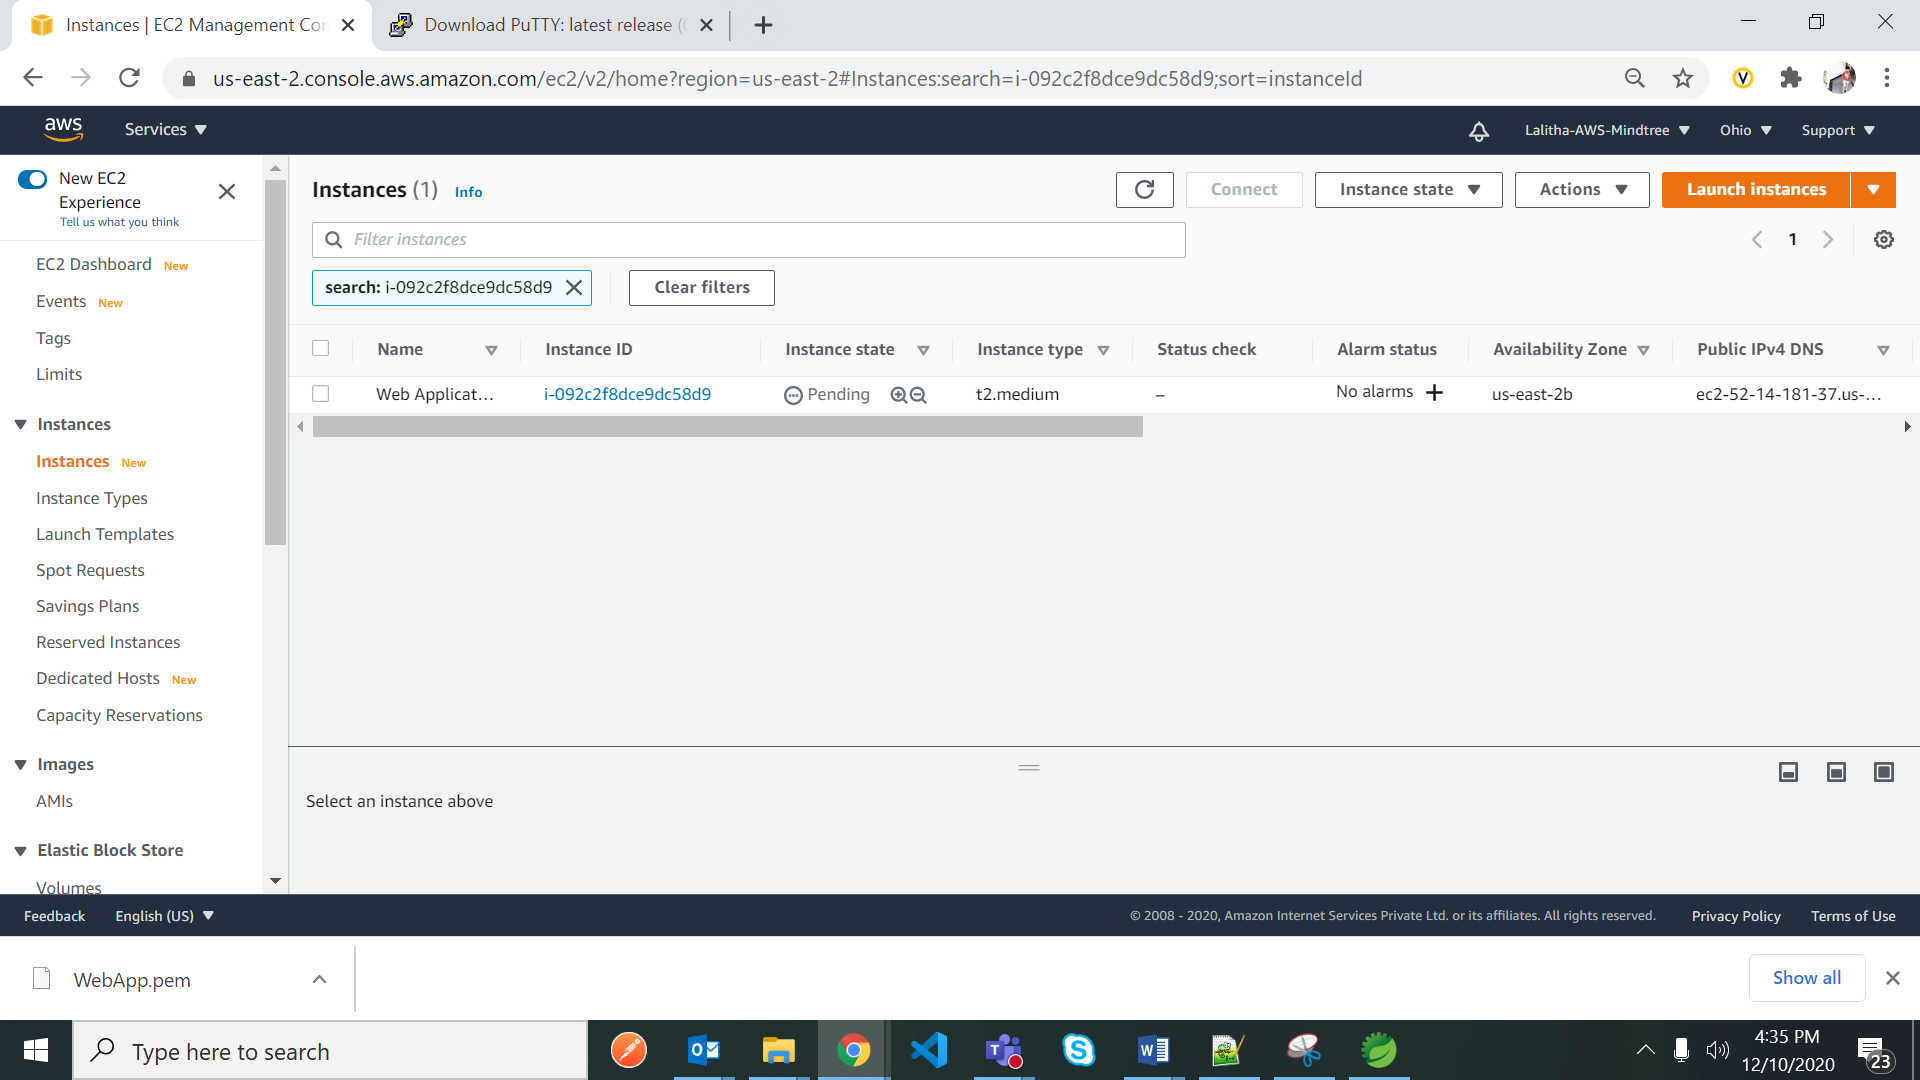 Instances | EC2 Management Cor
Download PuTTY: latest release (
us-east-2.console.aws.amazon.com/ec2/v2/home?region=us-east-2#Instances:search=i-092c2f8dce9dc58d9;sort=instanceId
aws
Services
Lalitha-AWS-Mindtree
Ohio
Support
New EC2
Experience
Tell us what you think
EC2 Dashboard New
Events New
Tags
Limits
Instances
Instances New
Instance Types
Launch Templates
Spot Requests
Savings Plans
Reserved Instances
Dedicated Hosts New
Capacity Reservations
Images
AMIs
Elastic Block Store
Volumes
Instances (1) Info
Connect
Instance state
Actions
Launch instances
Filter instances
1
search: i-092c2f8dce9dc58d9
Clear filters
Name Instance ID Instance state Instance type Status check Alarm status Availability Zone Public IPv4 DNS
Web Applicat... i-092c2f8dce9dc58d9 Pending t2.medium – No alarms us-east-2b ec2-52-14-181-37.us-...
Select an instance above
Feedback English (US) © 2008 - 2020, Amazon Internet Services Private Ltd. or its affiliates. All rights reserved. Privacy Policy Terms of Use
WebApp.pem
Show all
Type here to search
4:35 PM
12/10/2020
23